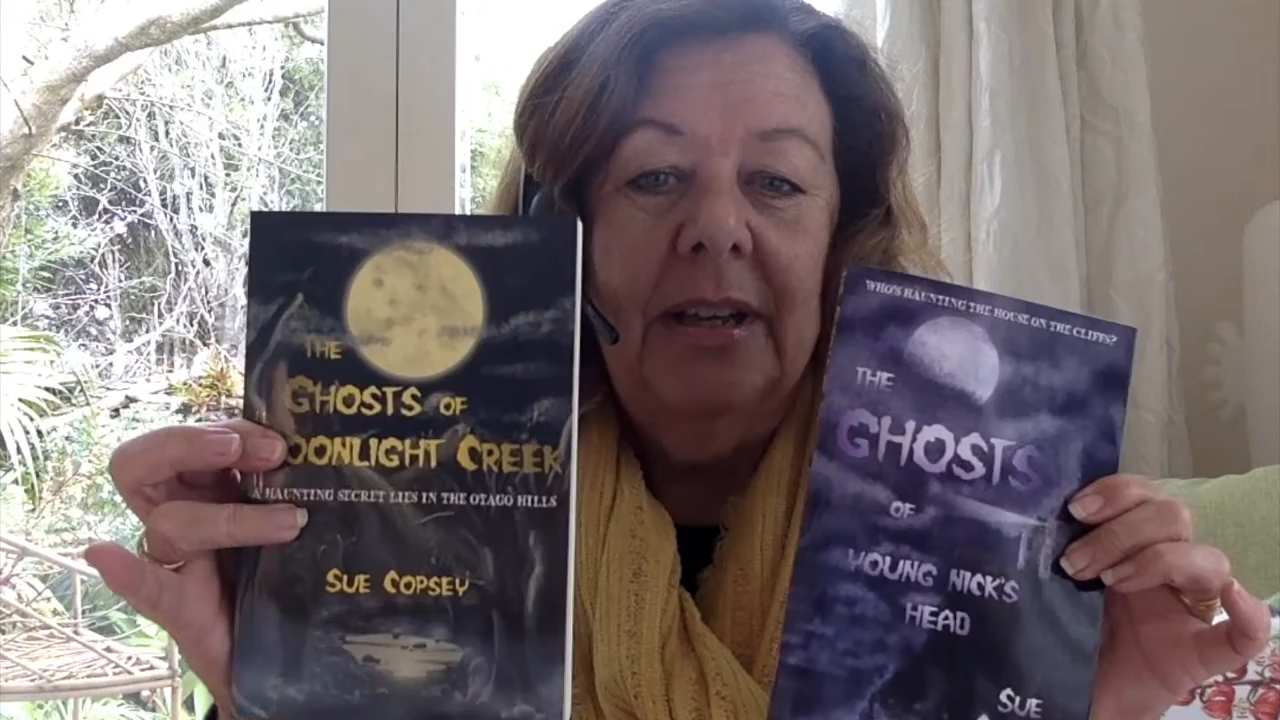 THE
GHOSTS OF
OONLIGHT CREEK
A HAUNTING SECRET LIES IN THE OTAGO HILLS
SUE COPSEY
WHO'S HAUNTING THE HOUSE ON THE CLIFFS?
THE
GHOSTS
OF
YOUNG NICK'S
HEAD
SUE